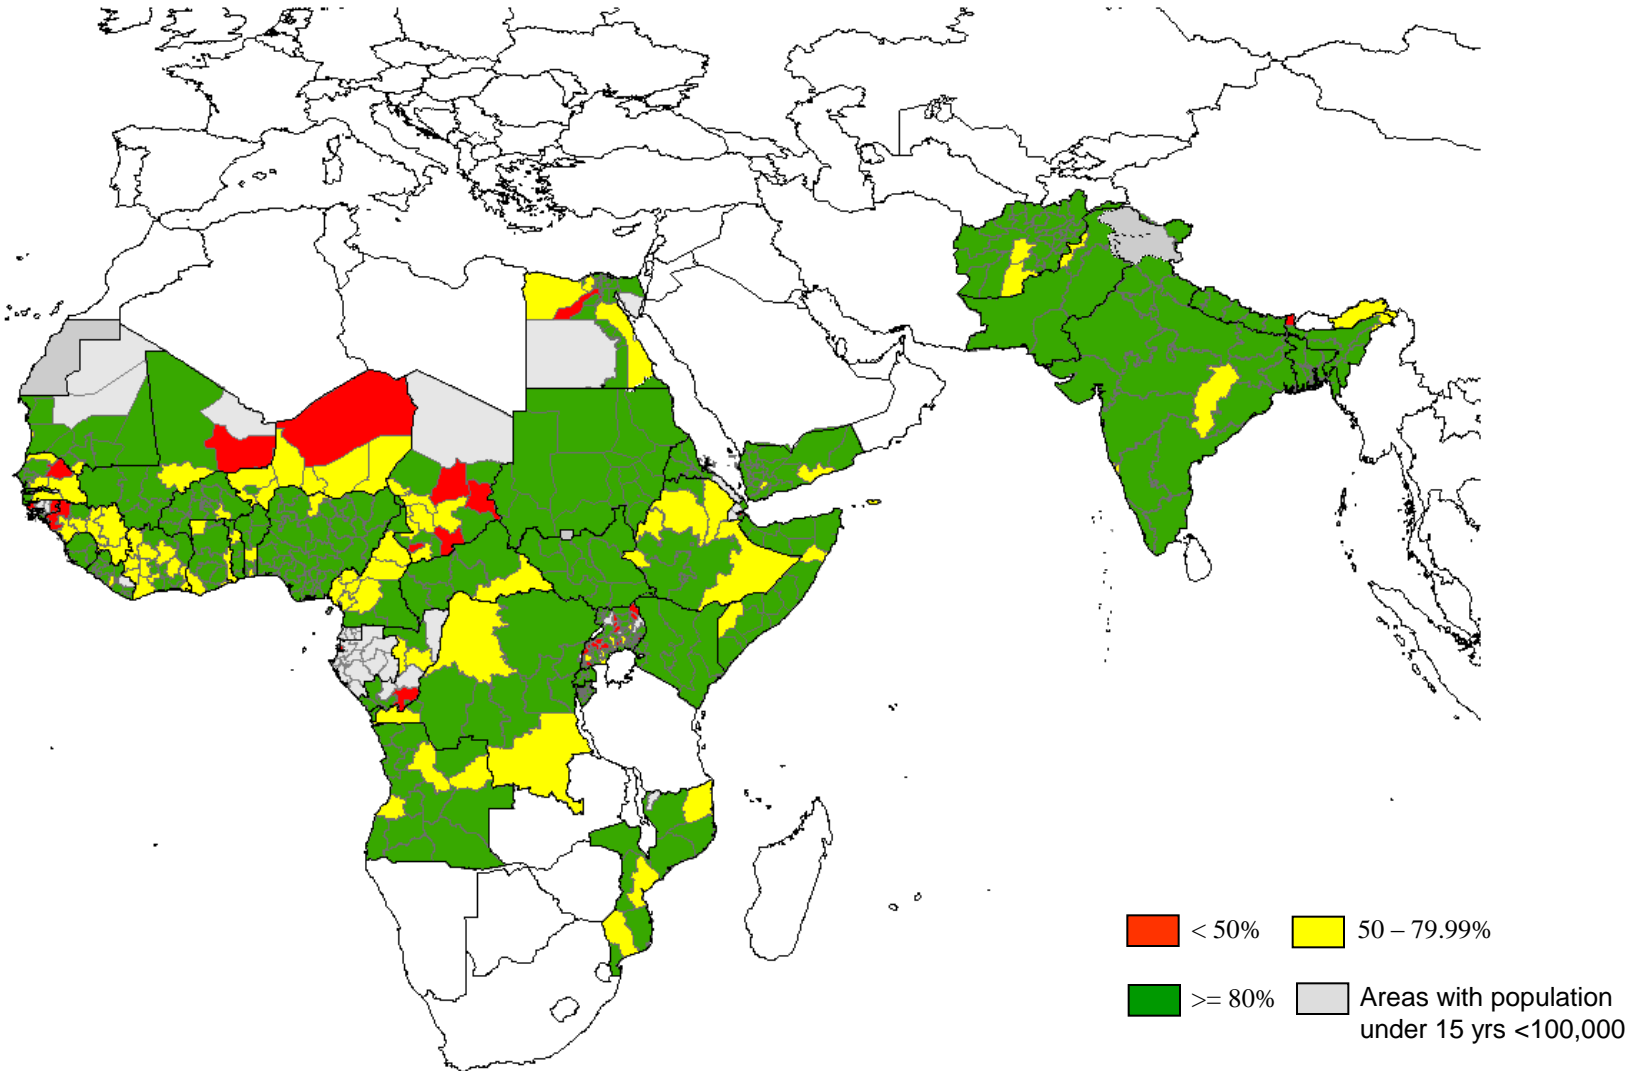 < 50%
50 – 79.99%
>= 80%
Areas with population
under 15 yrs <100,000